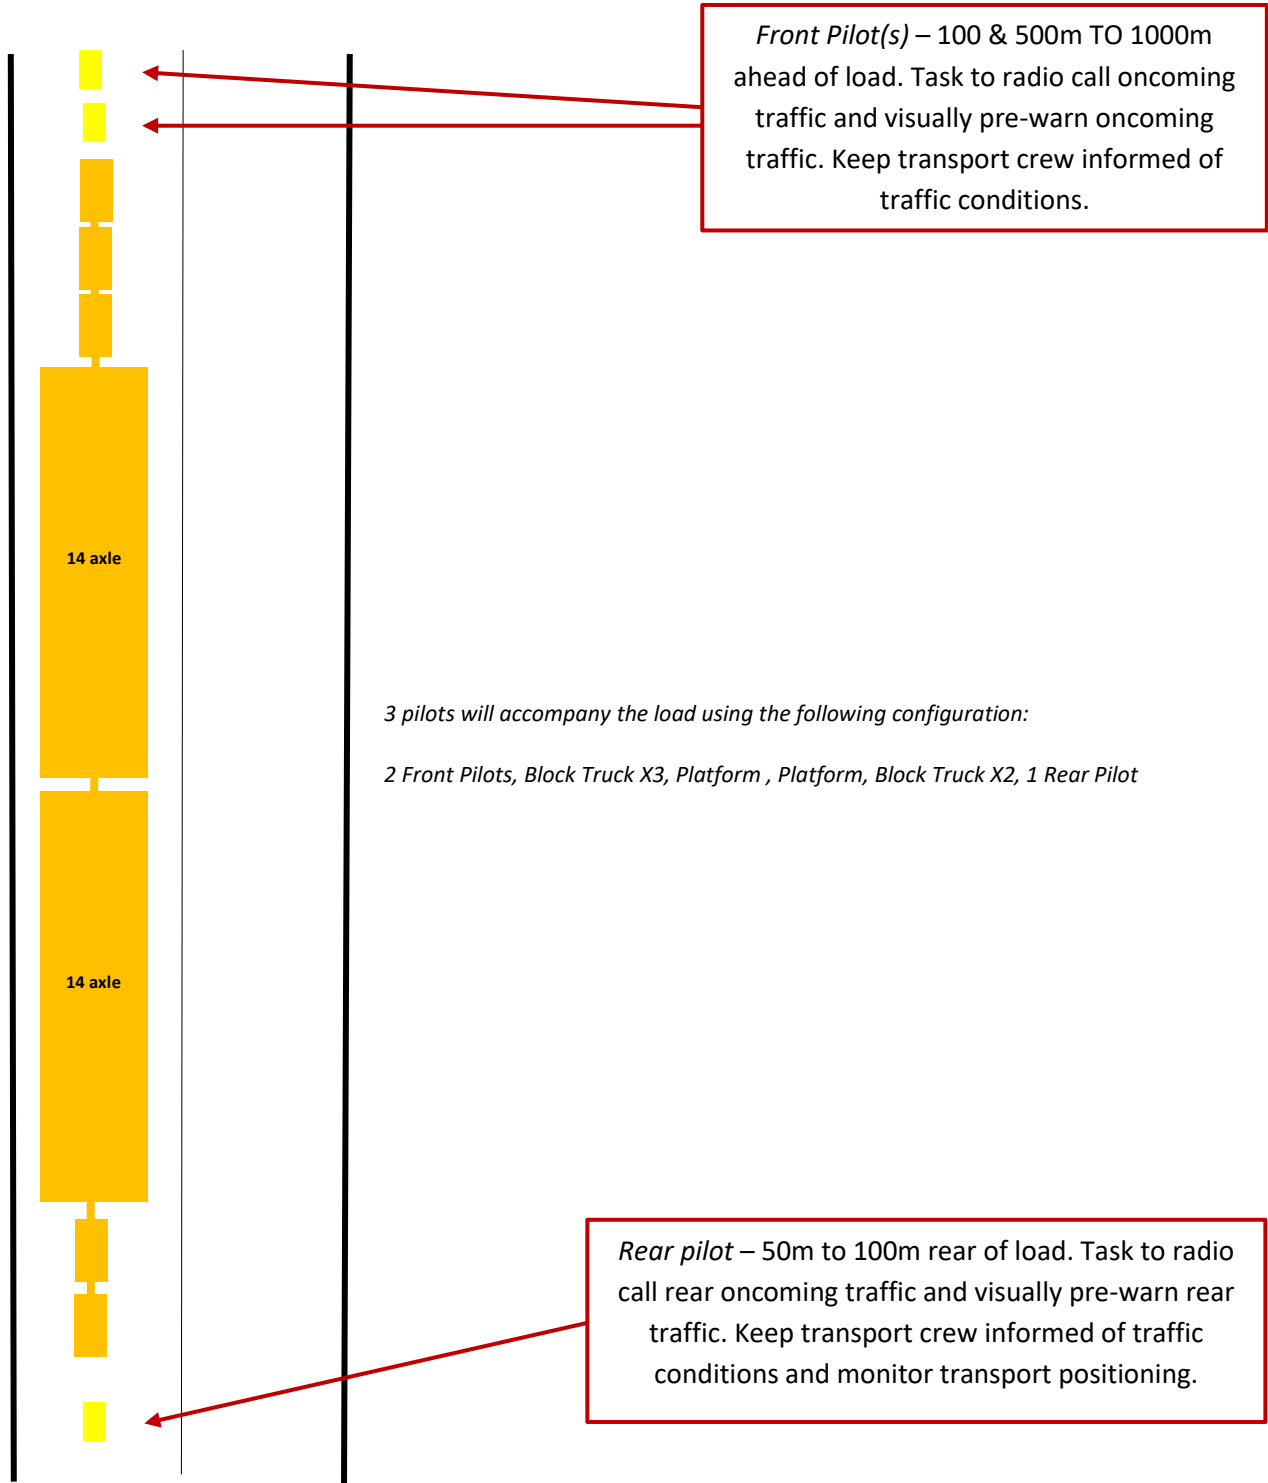 Front Pilot(s) – 100 & 500m TO 1000m
ahead of load. Task to radio call oncoming
traffic and visually pre-warn oncoming
traffic. Keep transport crew informed of
traffic conditions.
14 axle
3 pilots will accompany the load using the following configuration:
2 Front Pilots, Block Truck X3, Platform , Platform, Block Truck X2, 1 Rear Pilot
14 axle
Rear pilot – 50m to 100m rear of load. Task to radio
call rear oncoming traffic and visually pre-warn rear
traffic. Keep transport crew informed of traffic
conditions and monitor transport positioning.